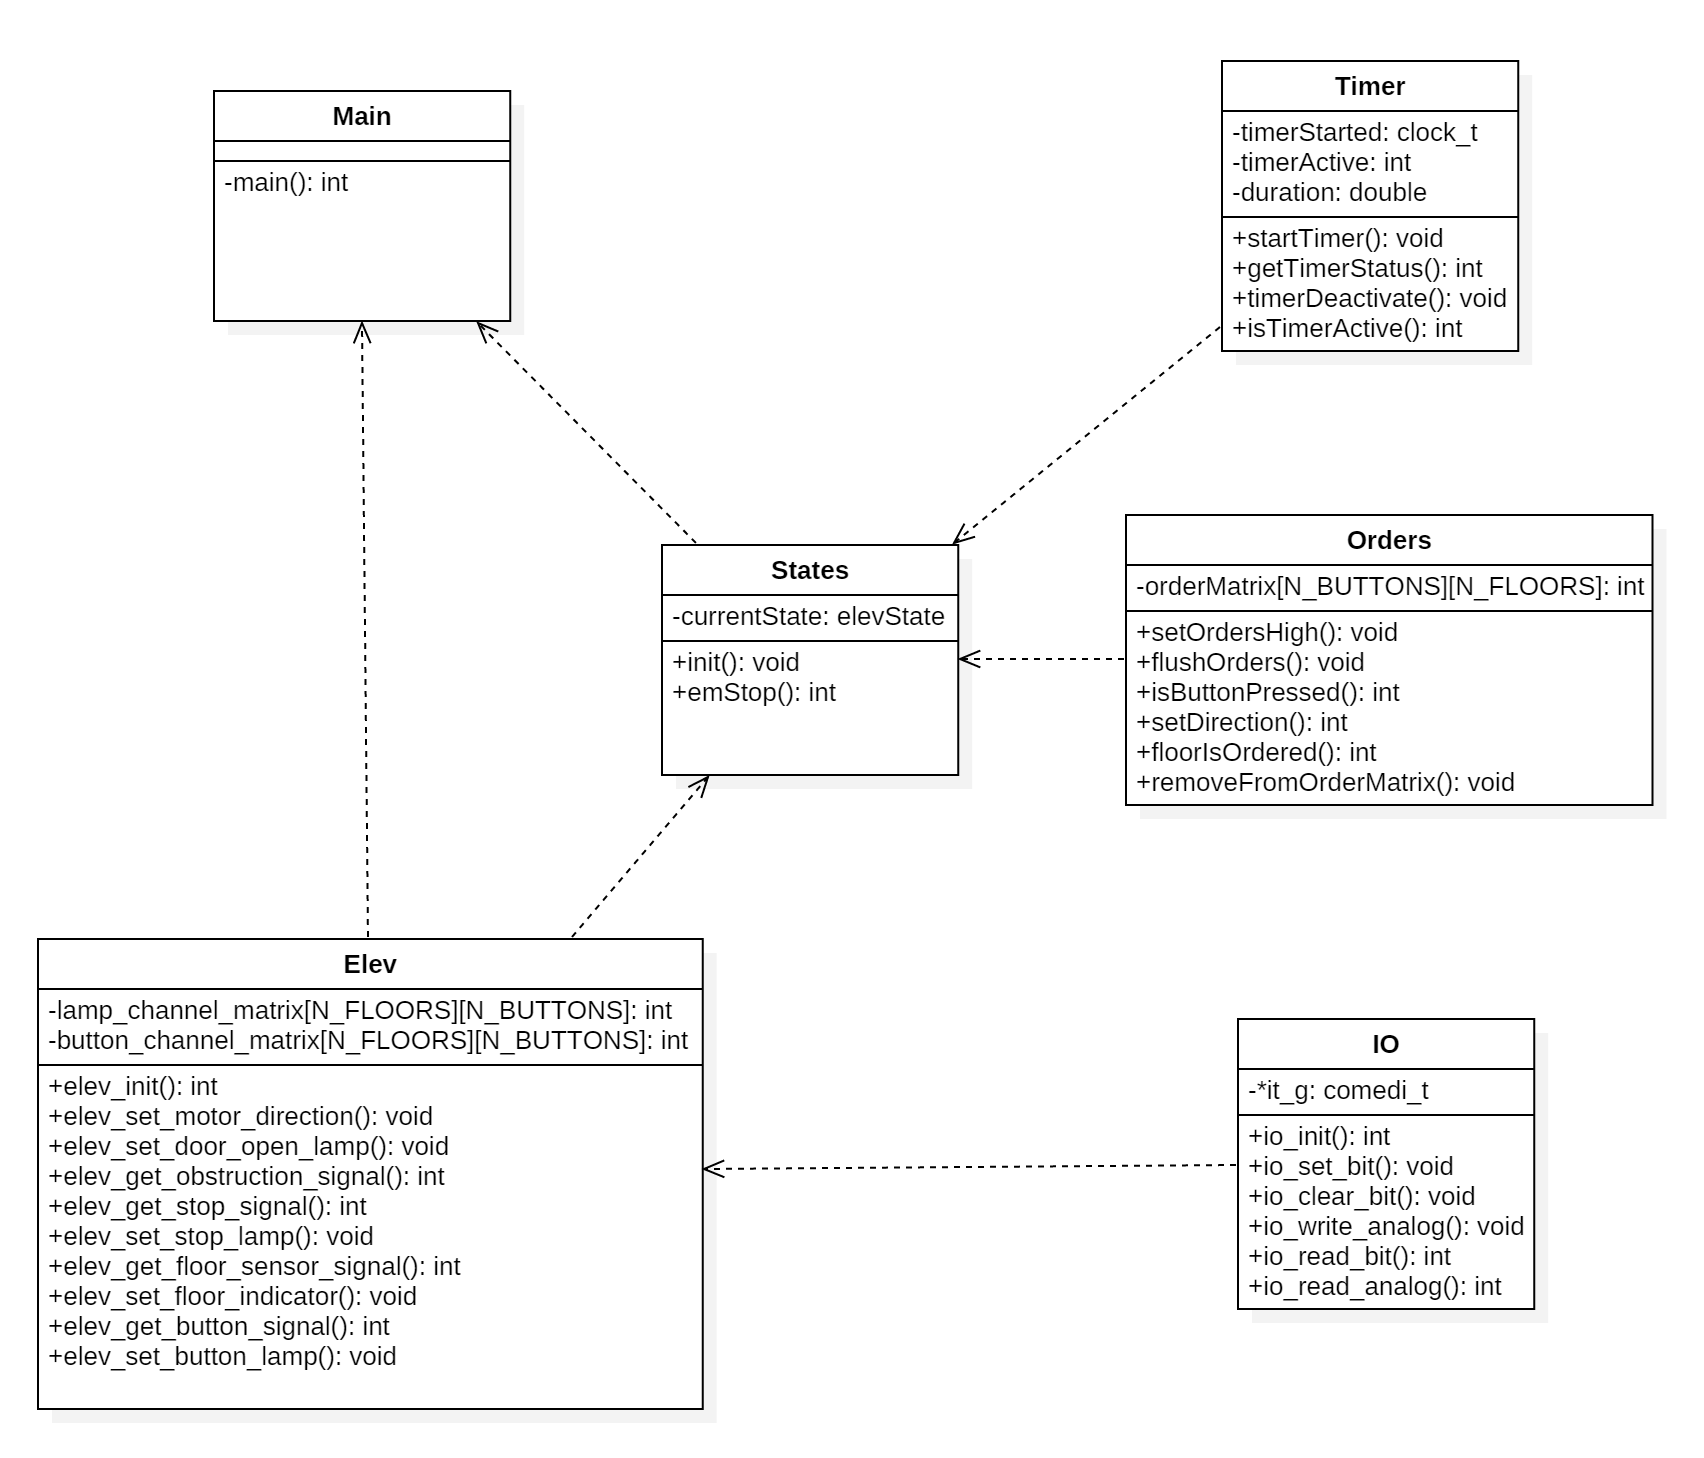 Main
-main(): int
Timer
-timerStarted: clock_t
-timerActive: int
-duration: double
+startTimer(): void
+getTimerStatus(): int
+timerDeactivate(): void
+isTimerActive(): int
States
-currentState: elevState
+init(): void
+emStop(): int
Orders
-orderMatrix[N_BUTTONS][N_FLOORS]: int
+setOrdersHigh(): void
+flushOrders(): void
+isButtonPressed(): int
+setDirection(): int
+floorIsOrdered(): int
+removeFromOrderMatrix(): void
Elev
-lamp_channel_matrix[N_FLOORS][N_BUTTONS]: int
-button_channel_matrix[N_FLOORS][N_BUTTONS]: int
+elev_init(): int
+elev_set_motor_direction(): void
+elev_set_door_open_lamp(): void
+elev_get_obstruction_signal(): int
+elev_get_stop_signal(): int
+elev_set_stop_lamp(): void
+elev_get_floor_sensor_signal(): int
+elev_set_floor_indicator(): void
+elev_get_button_signal(): int
+elev_set_button_lamp(): void
IO
-*it_g: comedi_t
+io_init(): int
+io_set_bit(): void
+io_clear_bit(): void
+io_write_analog(): void
+io_read_bit(): int
+io_read_analog(): int